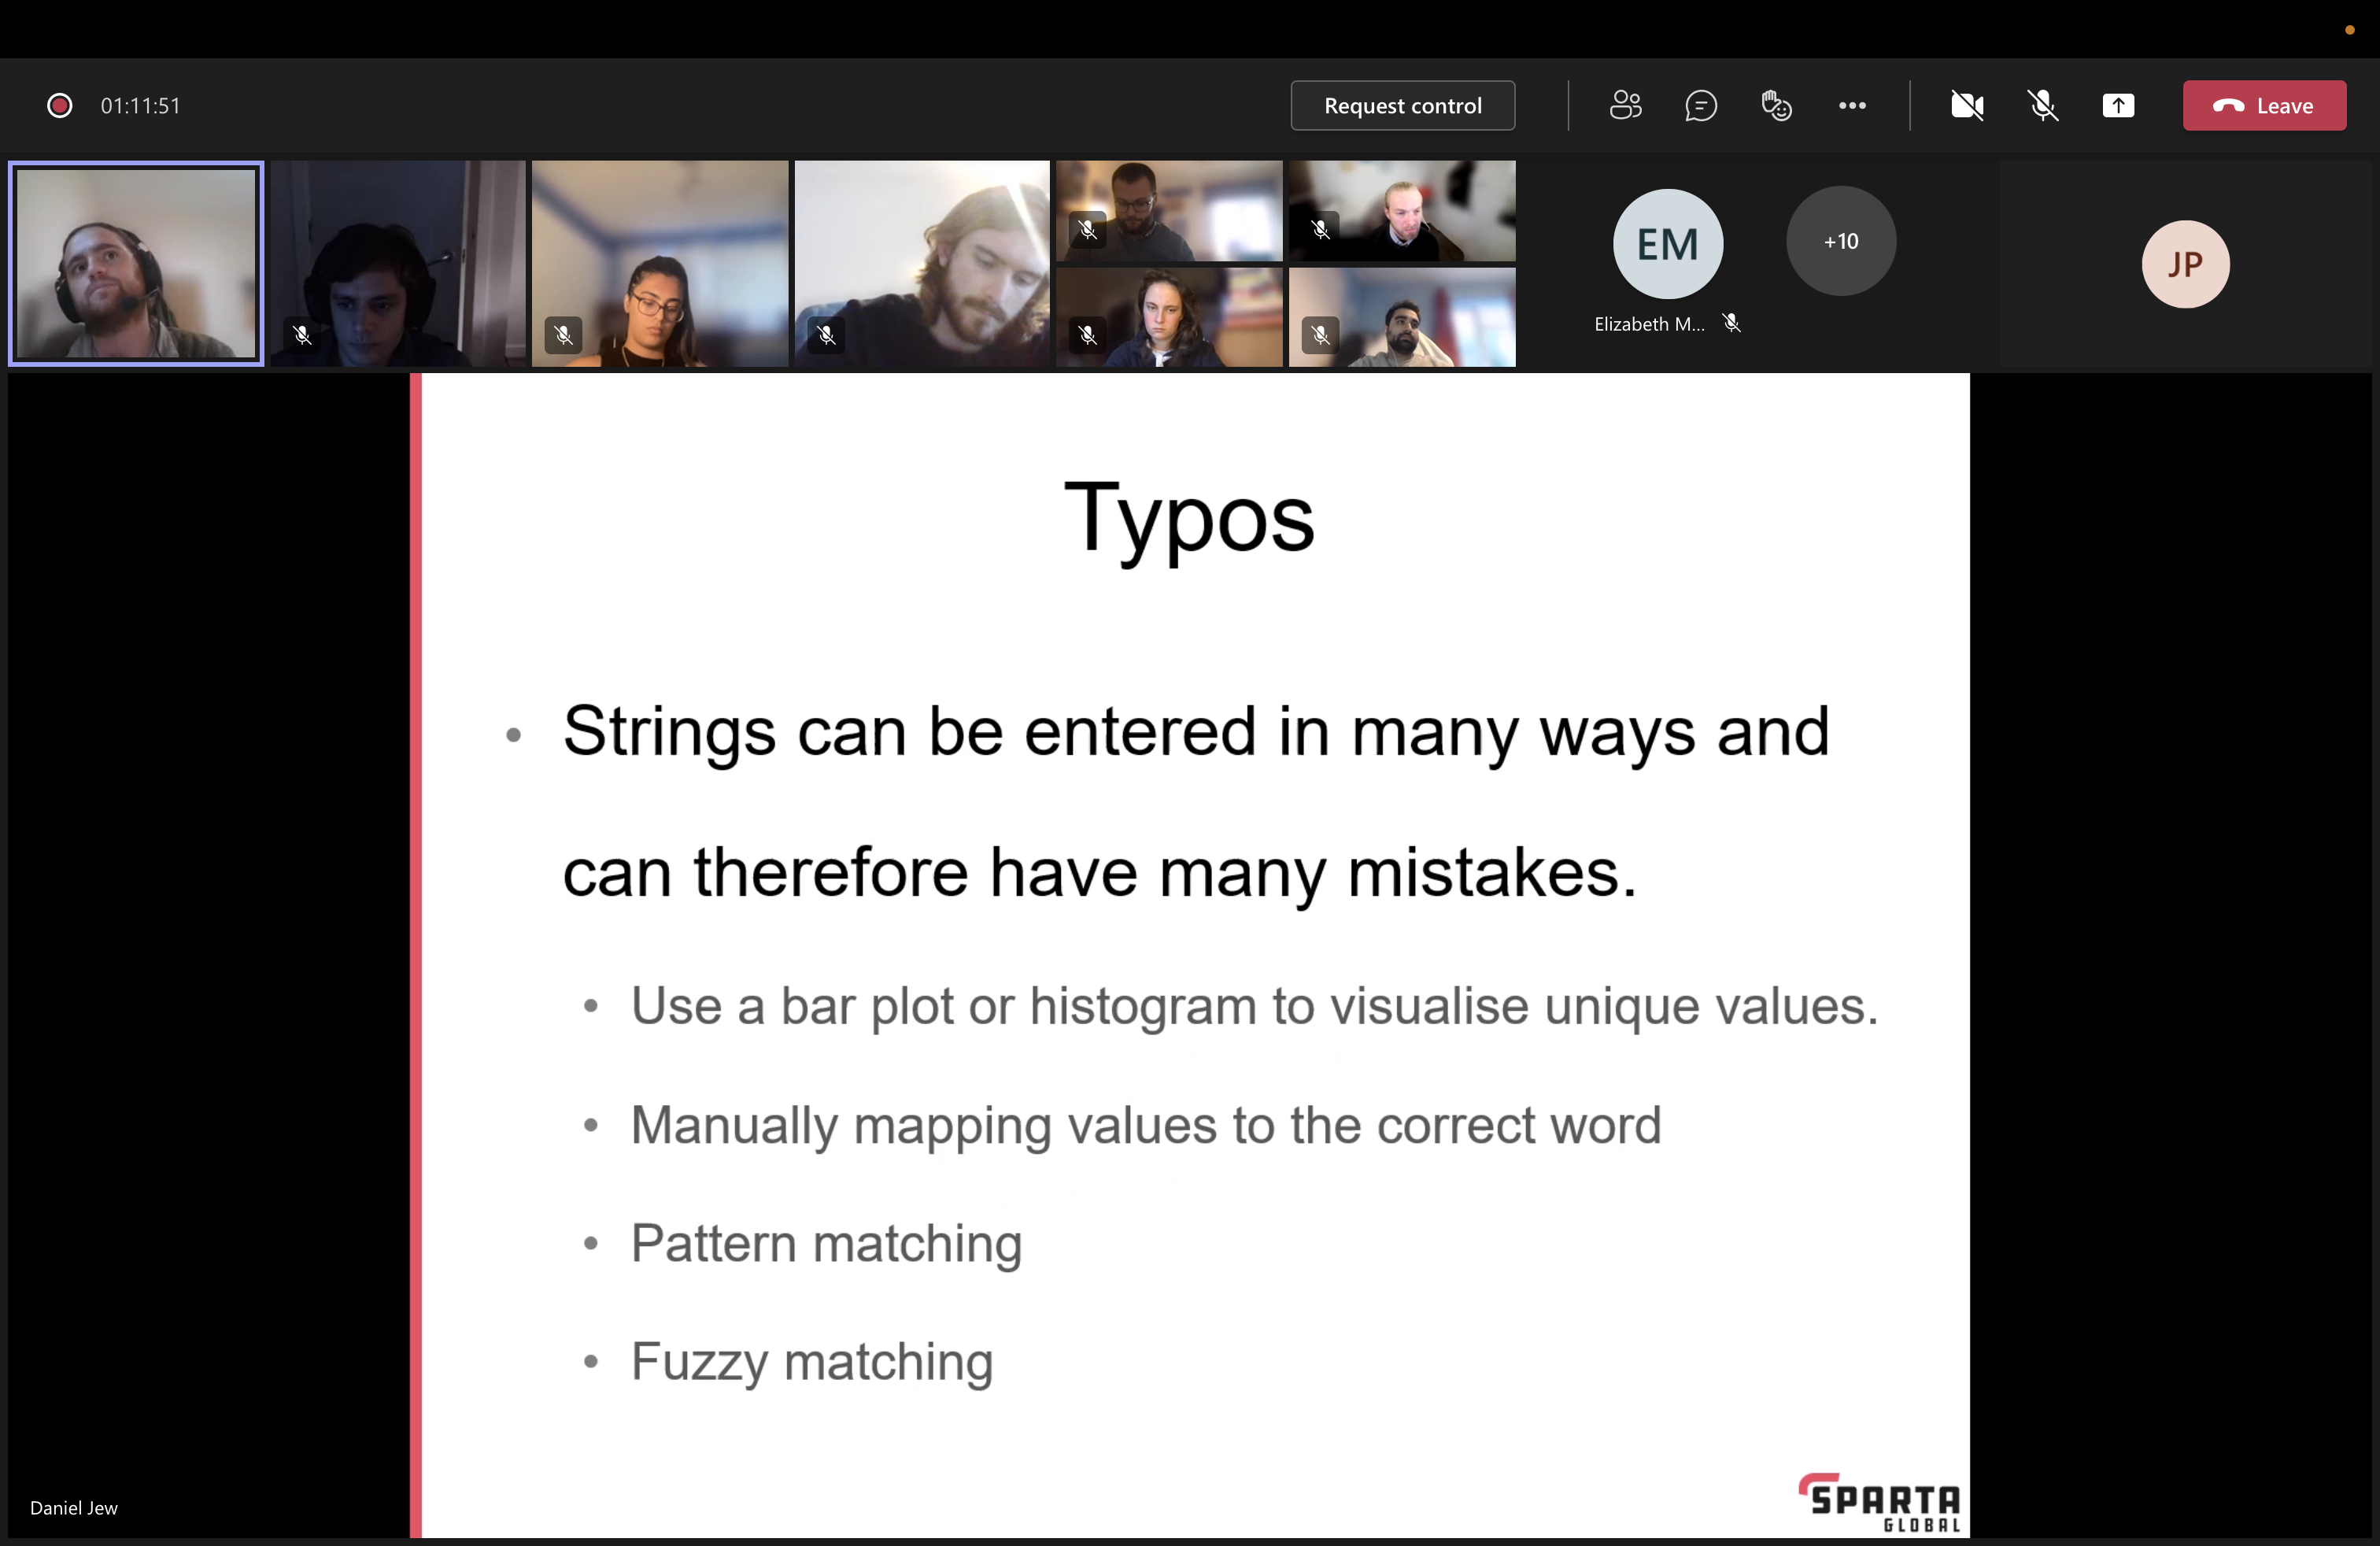 01:11:51
Request control
Leave
EM
+10
JP
Elizabeth M...
Typos
• Strings can be entered in many ways and
can therefore have many mistakes.
• Use a bar plot or histogram to visualise unique values.
• Manually mapping values to the correct word
• Pattern matching
• Fuzzy matching
Daniel Jew
SPARTA
GLOBAL